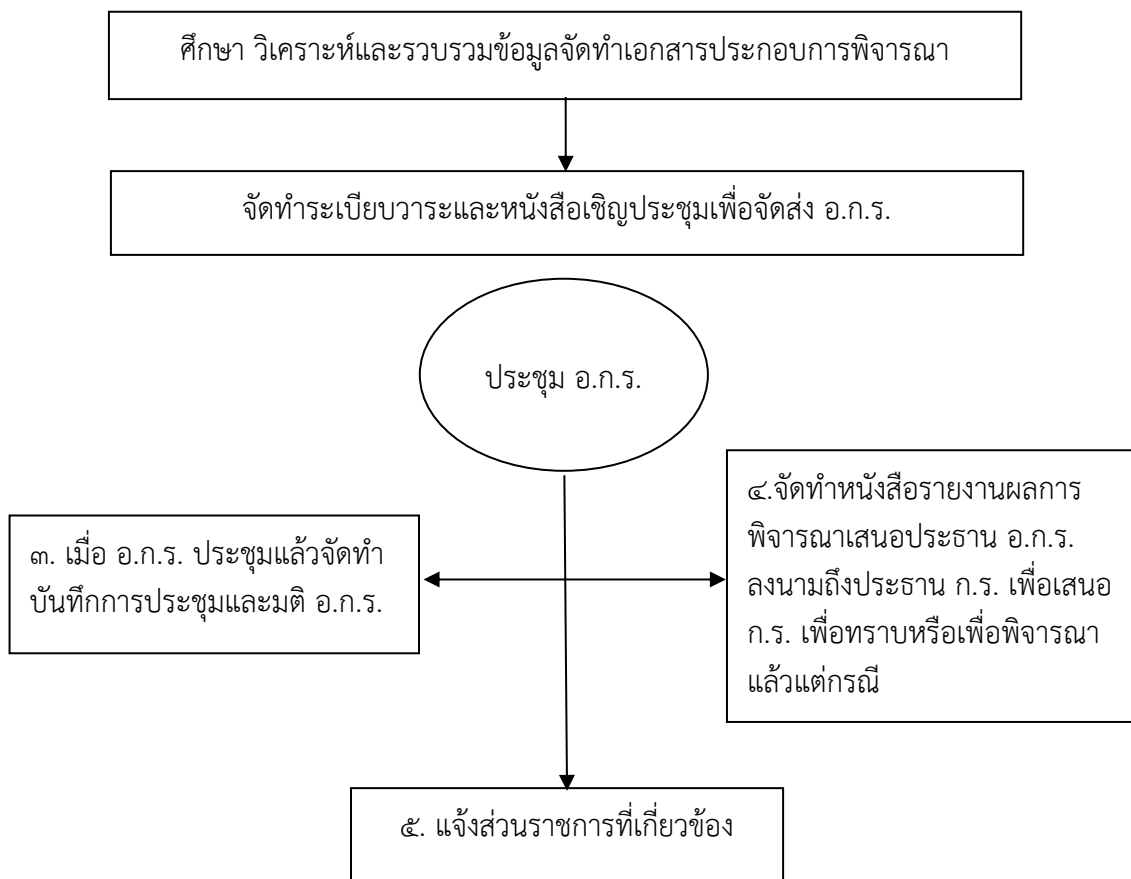 ศึกษา วิเคราะห์และรวบรวมข้อมูลจัดทำเอกสารประกอบการพิจารณา
จัดทำระเบียบวาระและหนังสือเชิญประชุมเพื่อจัดส่ง อ.ก.ร.
ประชุม อ.ก.ร.
๓. เมื่อ อ.ก.ร. ประชุมแล้วจัดทำ
บันทึกการประชุมและมติ อ.ก.ร.
๔.จัดทำหนังสือรายงานผลการ
พิจารณาเสนอประธาน อ.ก.ร.
ลงนามถึงประธาน ก.ร. เพื่อเสนอ
ก.ร. เพื่อทราบหรือเพื่อพิจารณา
แล้วแต่กรณี
๕. แจ้งส่วนราชการที่เกี่ยวข้อง